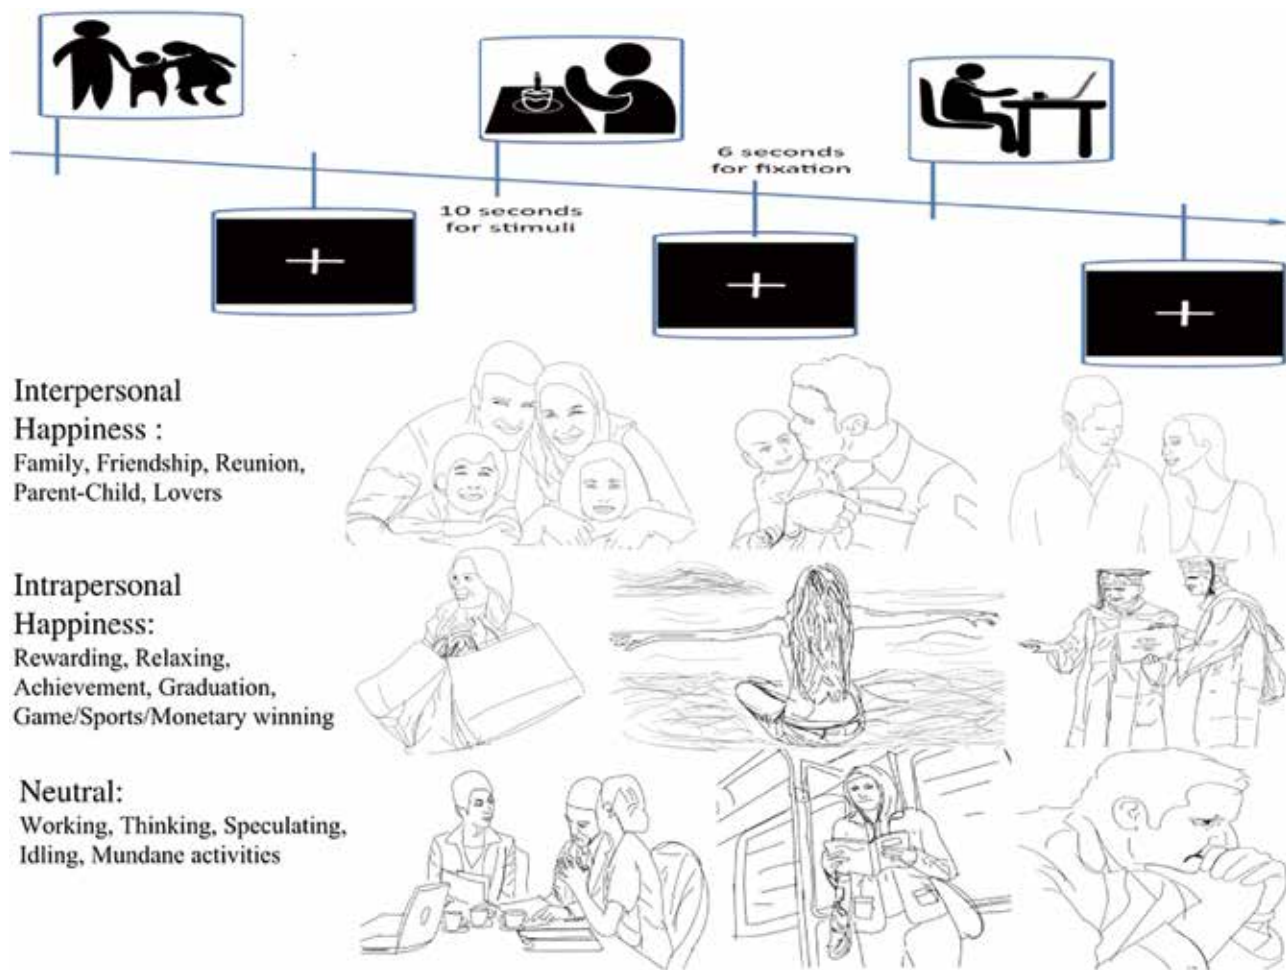 6 seconds
for fixation
10 seconds
for stimuli
Interpersonal
Happiness :
Family, Friendship, Reunion,
Parent-Child, Lovers
Intrapersonal
Happiness:
Rewarding, Relaxing,
Achievement, Graduation,
Game/Sports/Monetary winning
Neutral:
Working, Thinking, Speculating,
Idling, Mundane activities